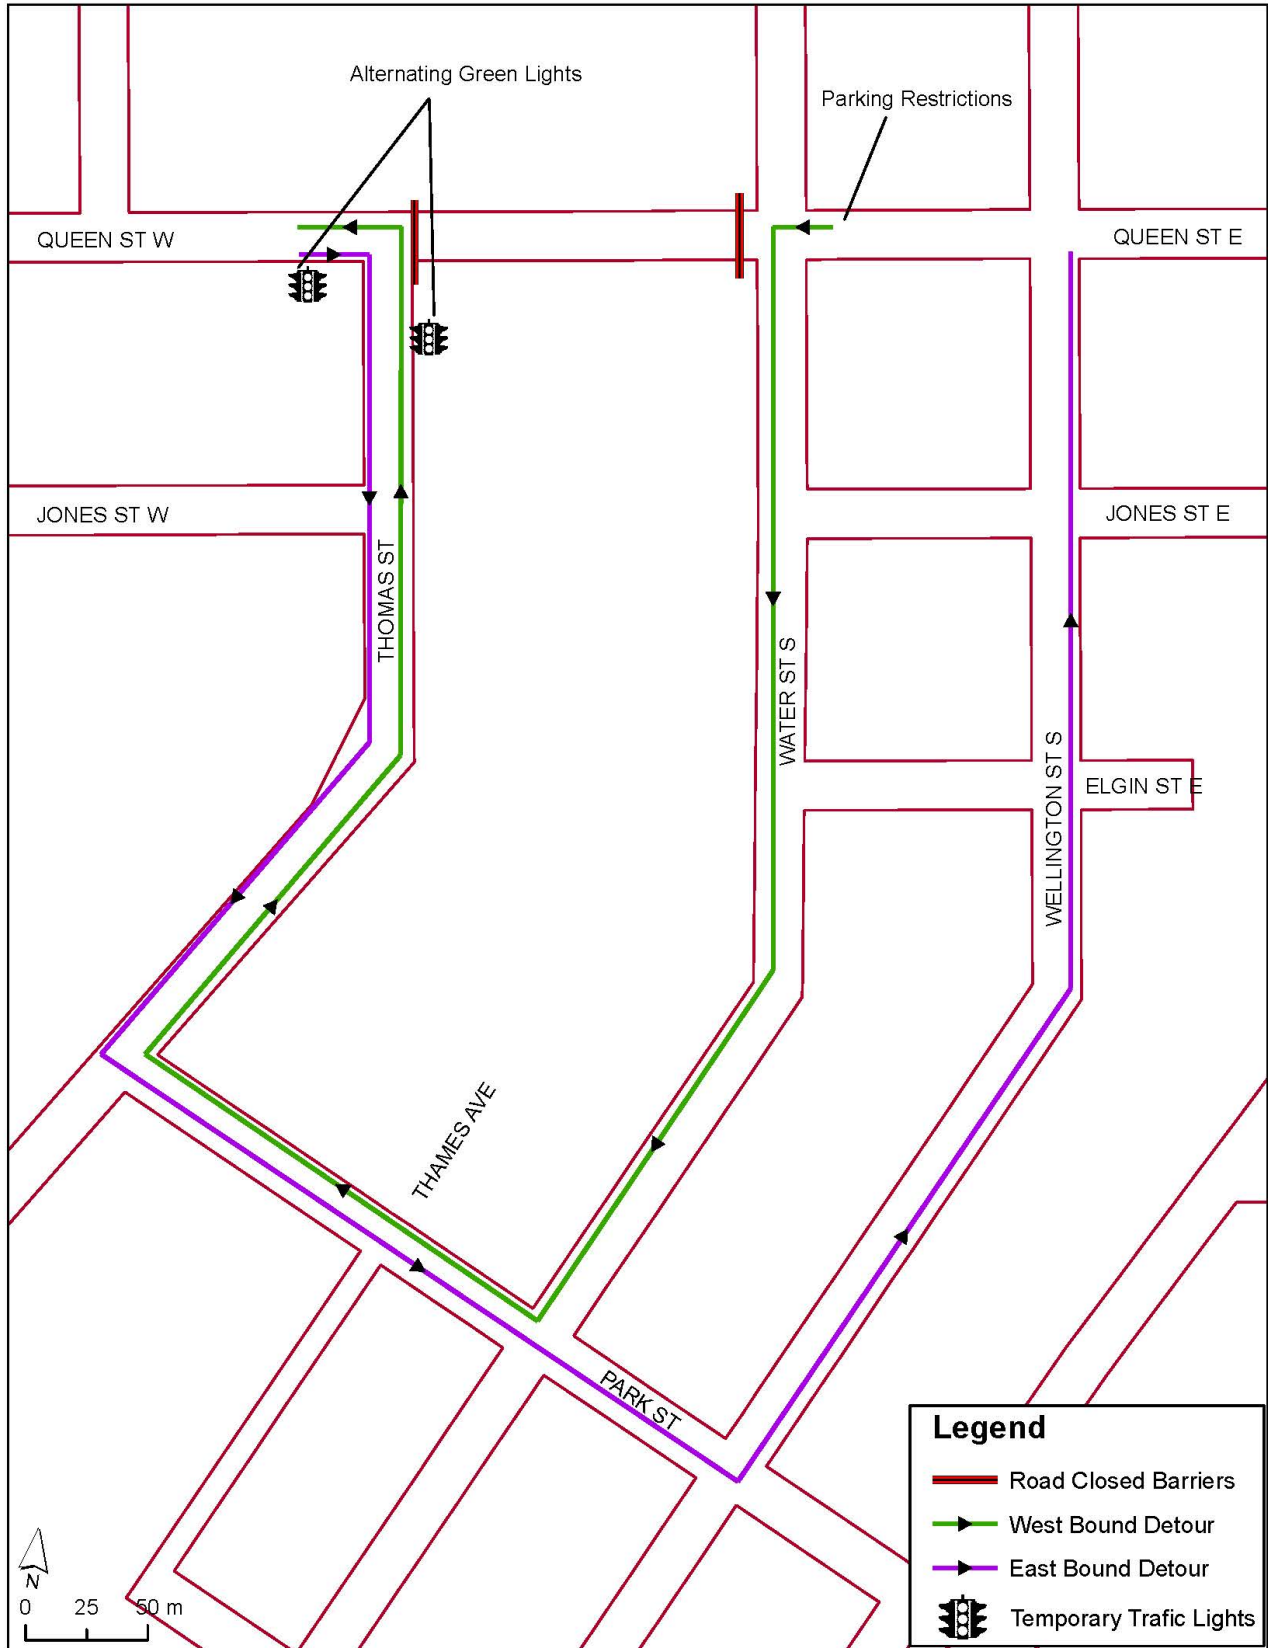 Alternating Green Lights
Parking Restrictions
QUEEN ST W
QUEEN ST E
JONES ST W
JONES ST E
THOMAS ST
WATER ST S
WELLINGTON ST S
ELGIN ST E
THAMES AVE
PARK ST
Legend
Road Closed Barriers
West Bound Detour
East Bound Detour
Temporary Trafic Lights
N
0 25 50 m